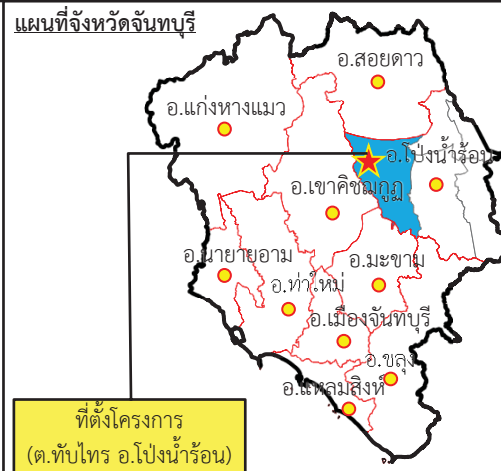 แผนที่จังหวัดจันทบุรี
อ.สอยดาว
อ.แก่งหางแมว
อ.โป่งน้ำร้อน
อ.เขาคิชฌกูฏ
อ.นายายอาม
อ.มะขาม
อ.ท่าใหม่
อ.เมืองจันทบุรี
อ.ขลุง
อ.แหลมสิงห์
ที่ตั้งโครงการ
(ต.ทับไทร อ.โป่งน้ำร้อน)